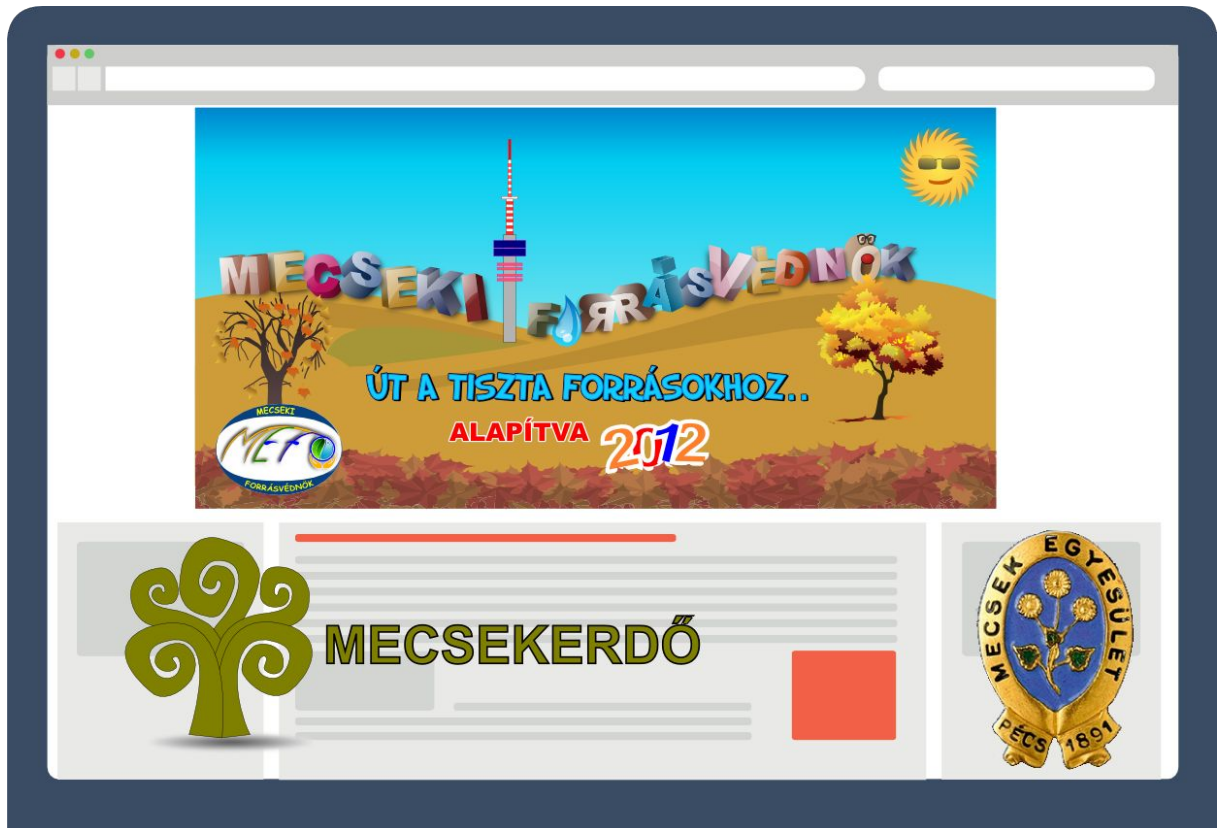 MECSEKI FORRÁSVÉDNÖK
ÚT A TISZTA FORRÁSOKHOZ..
ALAPÍTVA 2012
MECSEKI
MEFO
FORRÁSVÉDNÖK
MECSEKERDŐ
MECSEK EGYESÜLET
PÉCS 1891